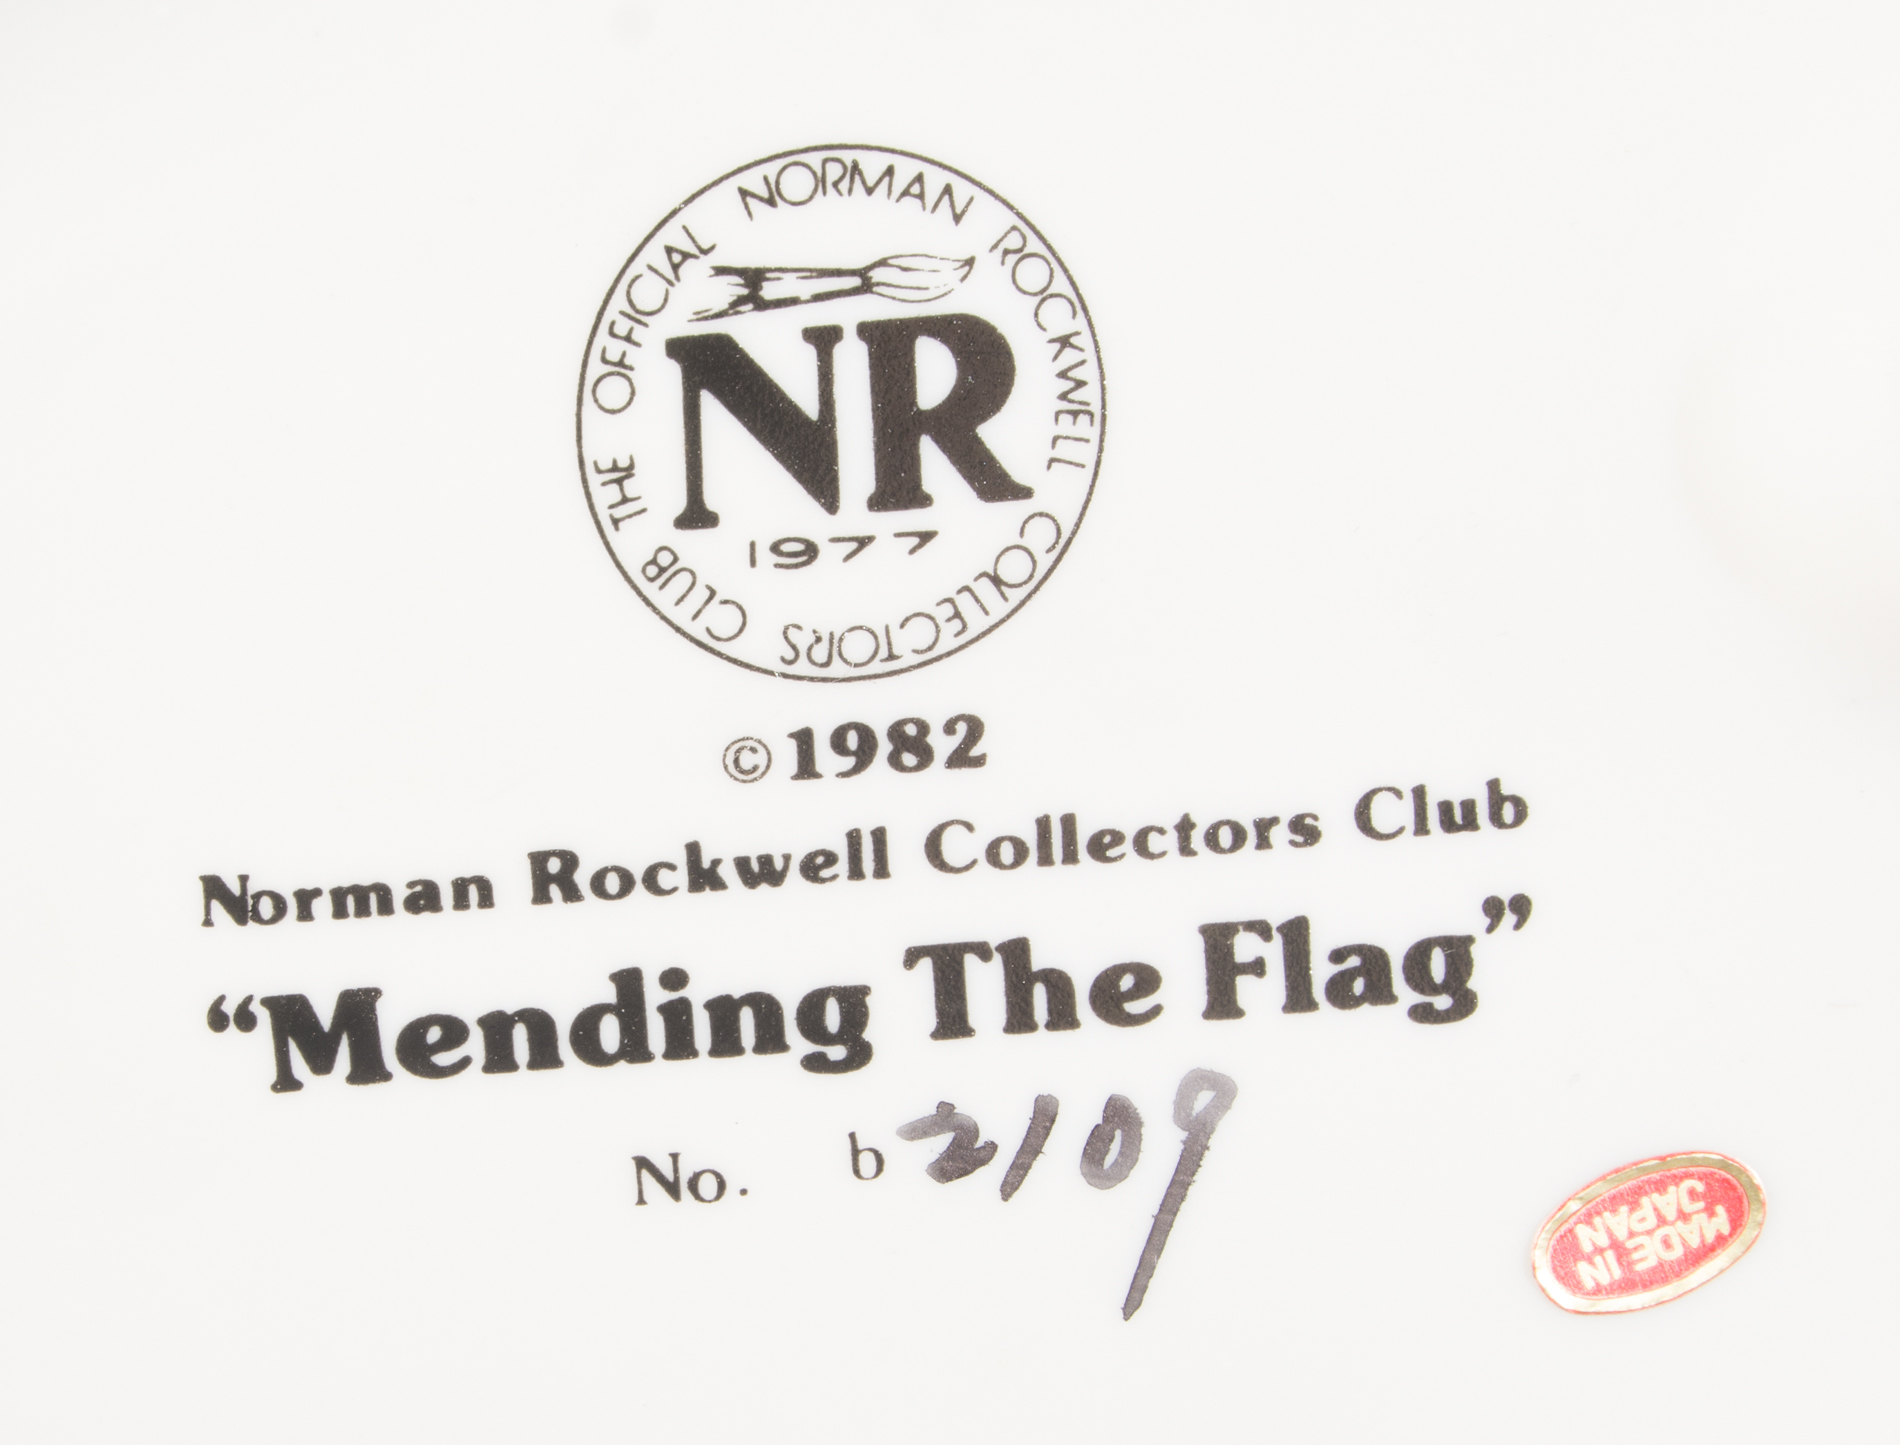 THE OFFICIAL NORMAN ROCKWELL COLLECTORS CLUB
NR
1977
©1982
Norman Rockwell Collectors Club
“Mending The Flag”
No. b2109
MADE IN
JAPAN